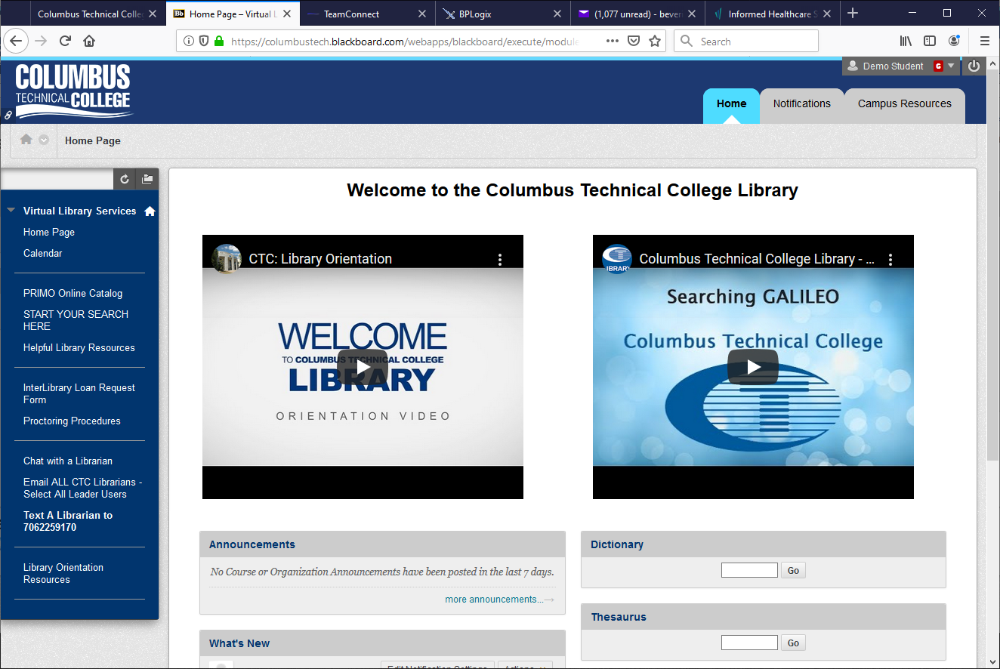 Columbus Technical Colle
Home Page – Virtual L
TeamConnect
BPLogix
(1,077 unread) - bever
Informed Healthcare S
https://columbustech.blackboard.com/webapps/blackboard/execute/module
Search
COLUMBUS
TECHNICAL COLLEGE
Demo Student 6
Home
Notifications
Campus Resources
Home Page
Virtual Library Services
Home Page
Calendar
PRIMO Online Catalog
START YOUR SEARCH
HERE
Helpful Library Resources
InterLibrary Loan Request
Form
Proctoring Procedures
Chat with a Librarian
Email ALL CTC Librarians -
Select All Leader Users
Text A Librarian to
7062259170
Library Orientation
Resources
Welcome to the Columbus Technical College Library
CTC: Library Orientation
WELCOME
TO COLUMBUS TECHNICAL COLLEGE
LIBRARY
ORIENTATION VIDEO
IBRARY
Columbus Technical College Library - ...
Searching GALILEO
Columbus Technical College
Announcements
No Course or Organization Announcements have been posted in the last 7 days.
more announcements...→
What's New
Edit Notification Settings
Actions
Dictionary
Go
Thesaurus
Go